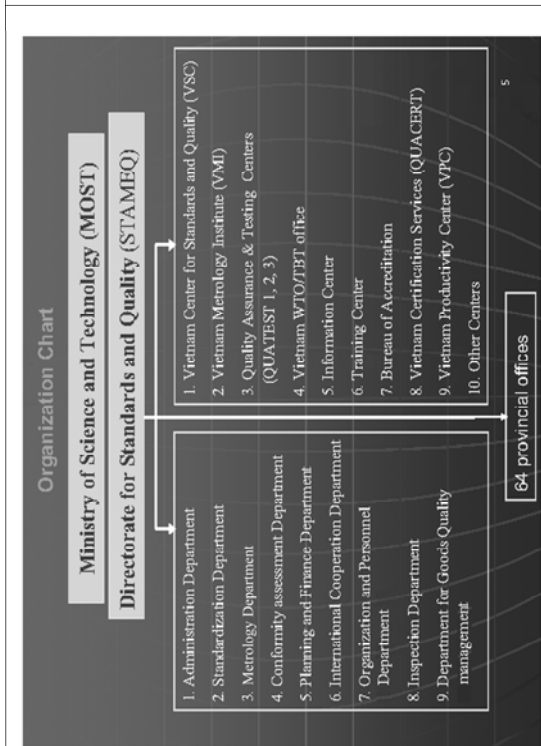 Organization Chart
Ministry of Science and Technology (MOST)
Directorate for Standards and Quality (STAMEQ)
1. Administration Department
2. Standardization Department
3. Metrology Department
4. Conformity assessment Department
5. Planning and Finance Department
6. International Cooperation Department
7. Organization and Personnel
Department
8. Inspection Department
9. Department for Goods Quality
management
1. Vietnam Center for Standards and Quality (VSC)
2. Vietnam Metrology Institute (VMI)
3. Quality Assurance & Testing Centers
(QUATEST 1, 2, 3)
4. Vietnam WTO/TBT office
5. Information Center
6. Training Center
7. Bureau of Accreditation
8. Vietnam Certification Services (QUACERT)
9. Vietnam Productivity Center (VPC)
10. Other Centers
64 provincial offices
5